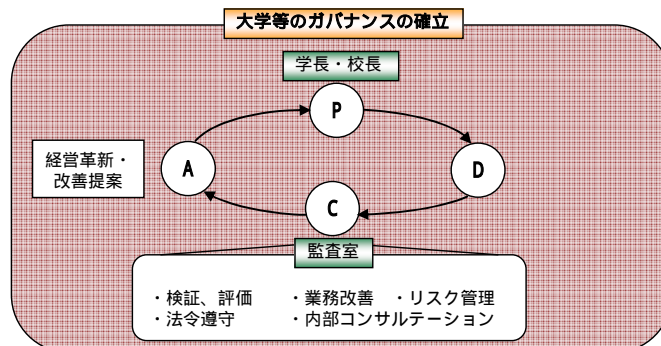 大学等のガバナンスの確立
学長・校長
P
経営革新・
改善提案
A
D
C
監査室
・検証、評価　・業務改善　・リスク管理
・法令遵守　・内部コンサルテーション